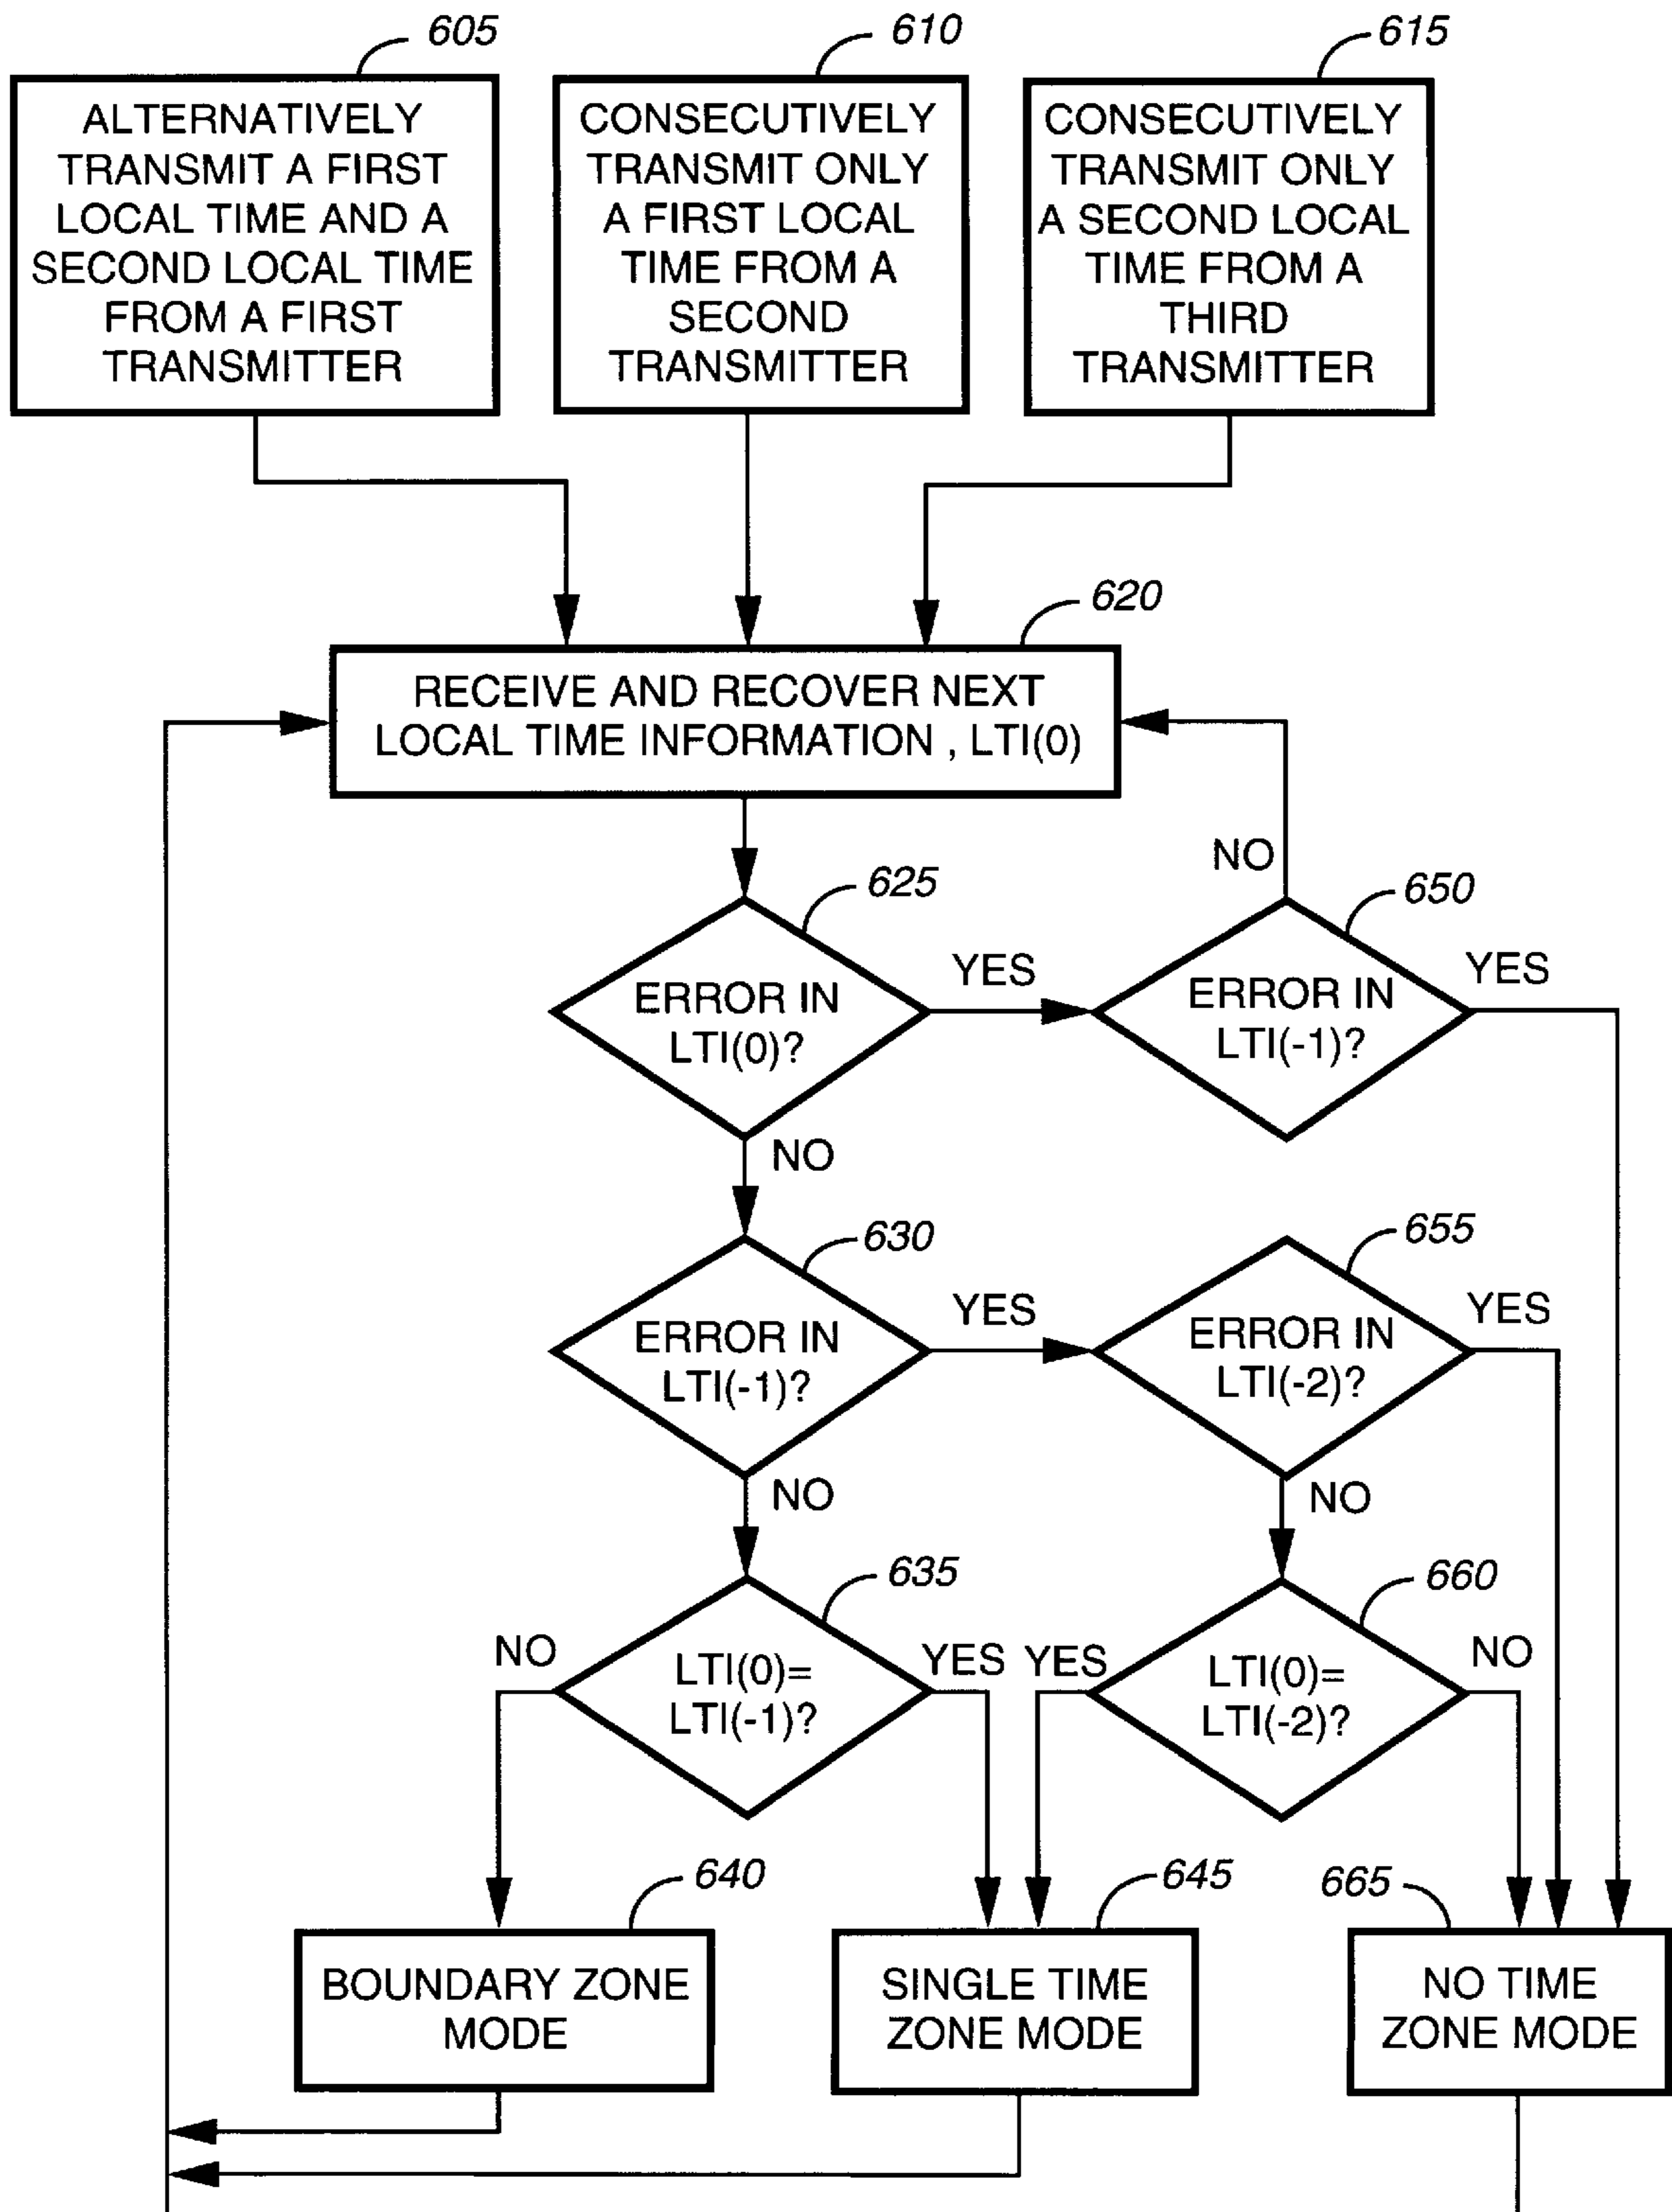 605
ALTERNATIVELY
TRANSMIT A FIRST
LOCAL TIME AND A
SECOND LOCAL TIME
FROM A FIRST
TRANSMITTER
610
CONSECUTIVELY
TRANSMIT ONLY
A FIRST LOCAL
TIME FROM A
SECOND
TRANSMITTER
615
CONSECUTIVELY
TRANSMIT ONLY
A SECOND LOCAL
TIME FROM A
THIRD
TRANSMITTER
620
RECEIVE AND RECOVER NEXT
LOCAL TIME INFORMATION , LTI(0)
625
ERROR IN
LTI(0)?
YES
NO
650
ERROR IN
LTI(-1)?
NO
YES
630
ERROR IN
LTI(-1)?
YES
NO
655
ERROR IN
LTI(-2)?
YES
NO
635
LTI(0)=
LTI(-1)?
NO
YES
660
LTI(0)=
LTI(-2)?
YES
NO
640
BOUNDARY ZONE
MODE
645
SINGLE TIME
ZONE MODE
665
NO TIME
ZONE MODE